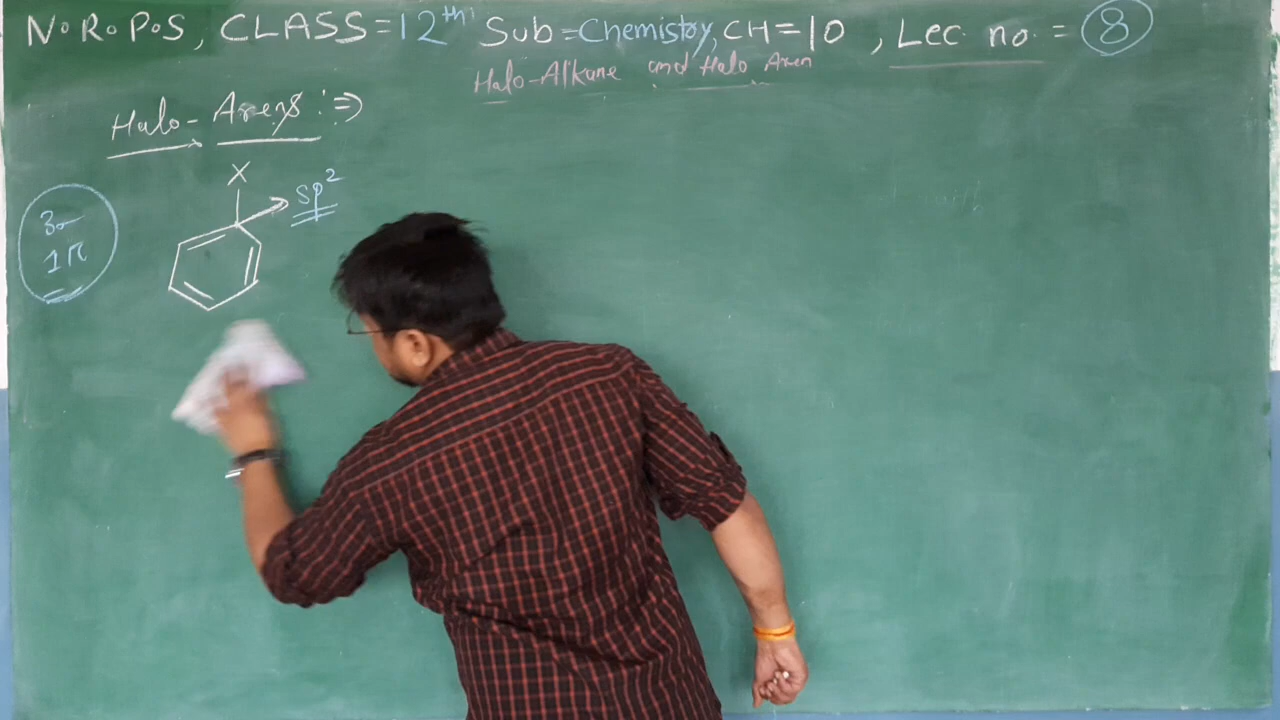 N.R.P.S, CLASS=12th Sub=Chemistry, CH=10, Lec no. = 8
Halo-Alkane and Halo Aren
Halo-Arens :⇒
X
sp²
3σ
1π